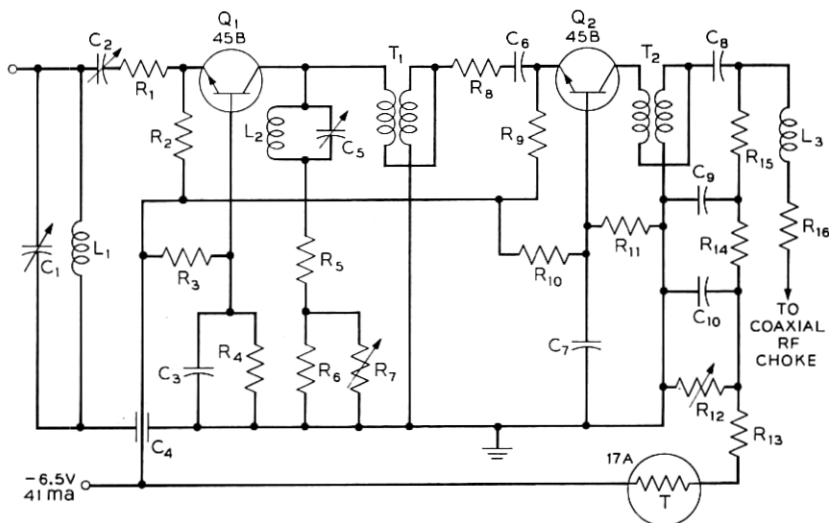 Q1
45B
C2
R1
R2
L2
C5
T1
R8
C6
Q2
45B
R9
T2
C8
L3
R15
C9
R14
R16
C1
L1
R3
R5
R10
R11
C10
TO
COAXIAL
RF
CHOKE
C3
R4
R6
R7
C7
R12
R13
C4
-6.5V
41 ma
17A
T